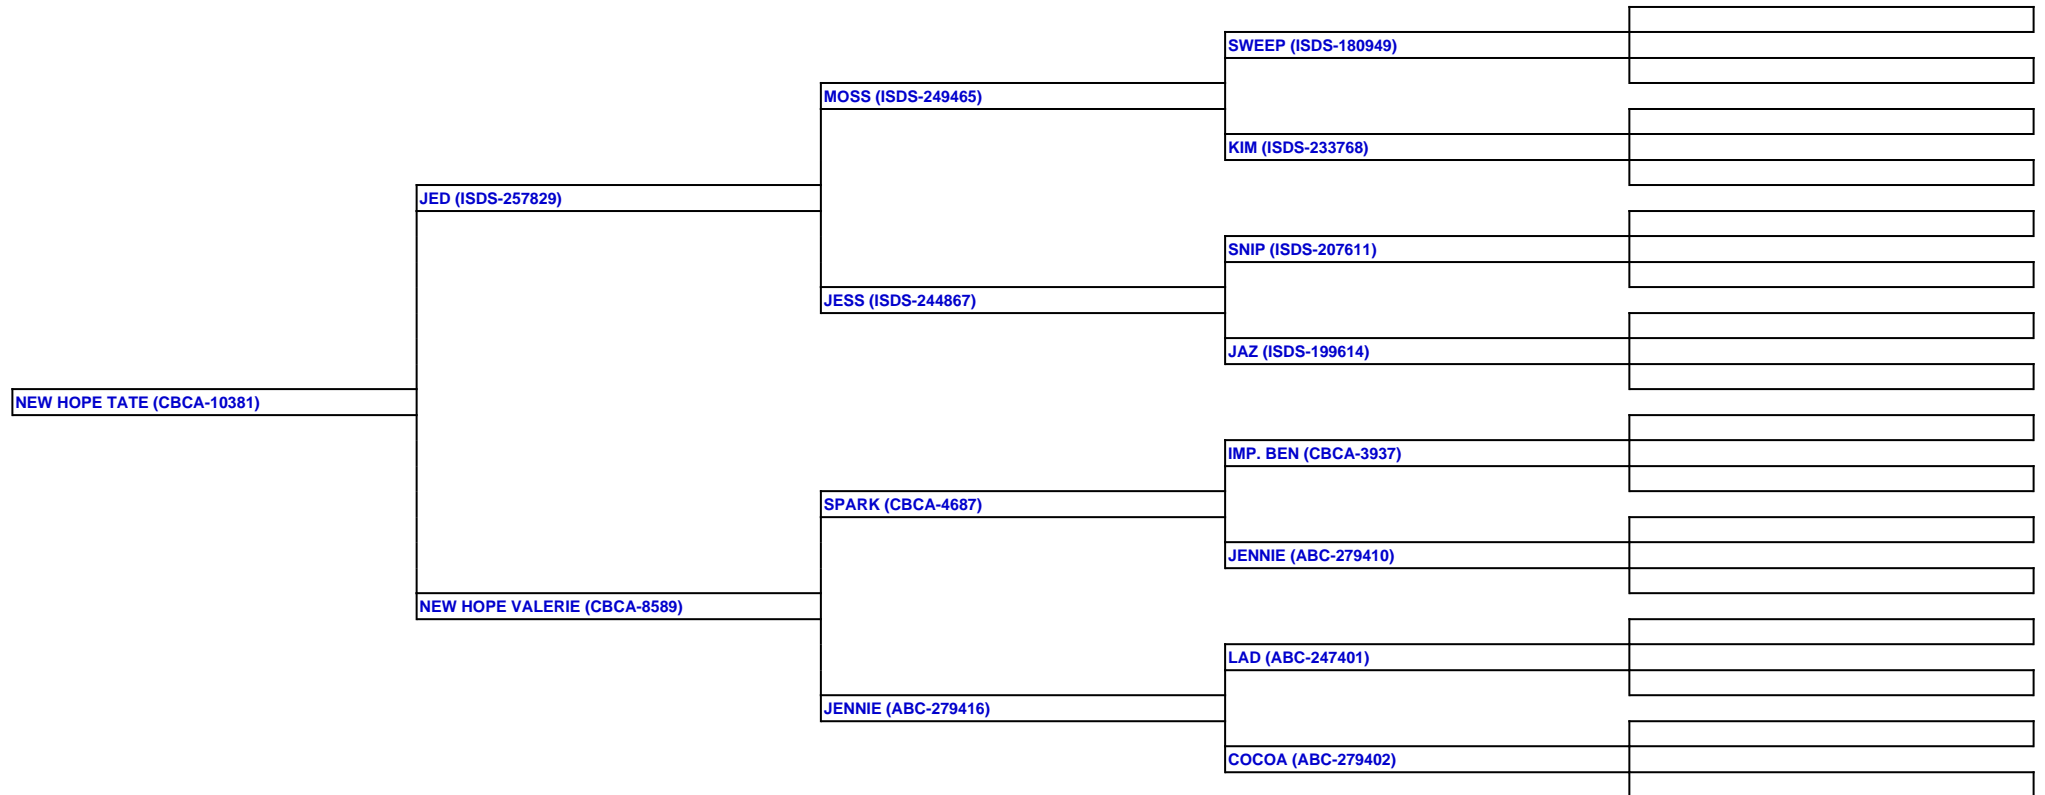 SWEEP (ISDS-180949)
MOSS (ISDS-249465)
KIM (ISDS-233768)
JED (ISDS-257829)
SNIP (ISDS-207611)
JESS (ISDS-244867)
JAZ (ISDS-199614)
NEW HOPE TATE (CBCA-10381)
IMP. BEN (CBCA-3937)
SPARK (CBCA-4687)
JENNIE (ABC-279410)
NEW HOPE VALERIE (CBCA-8589)
LAD (ABC-247401)
JENNIE (ABC-279416)
COCOA (ABC-279402)